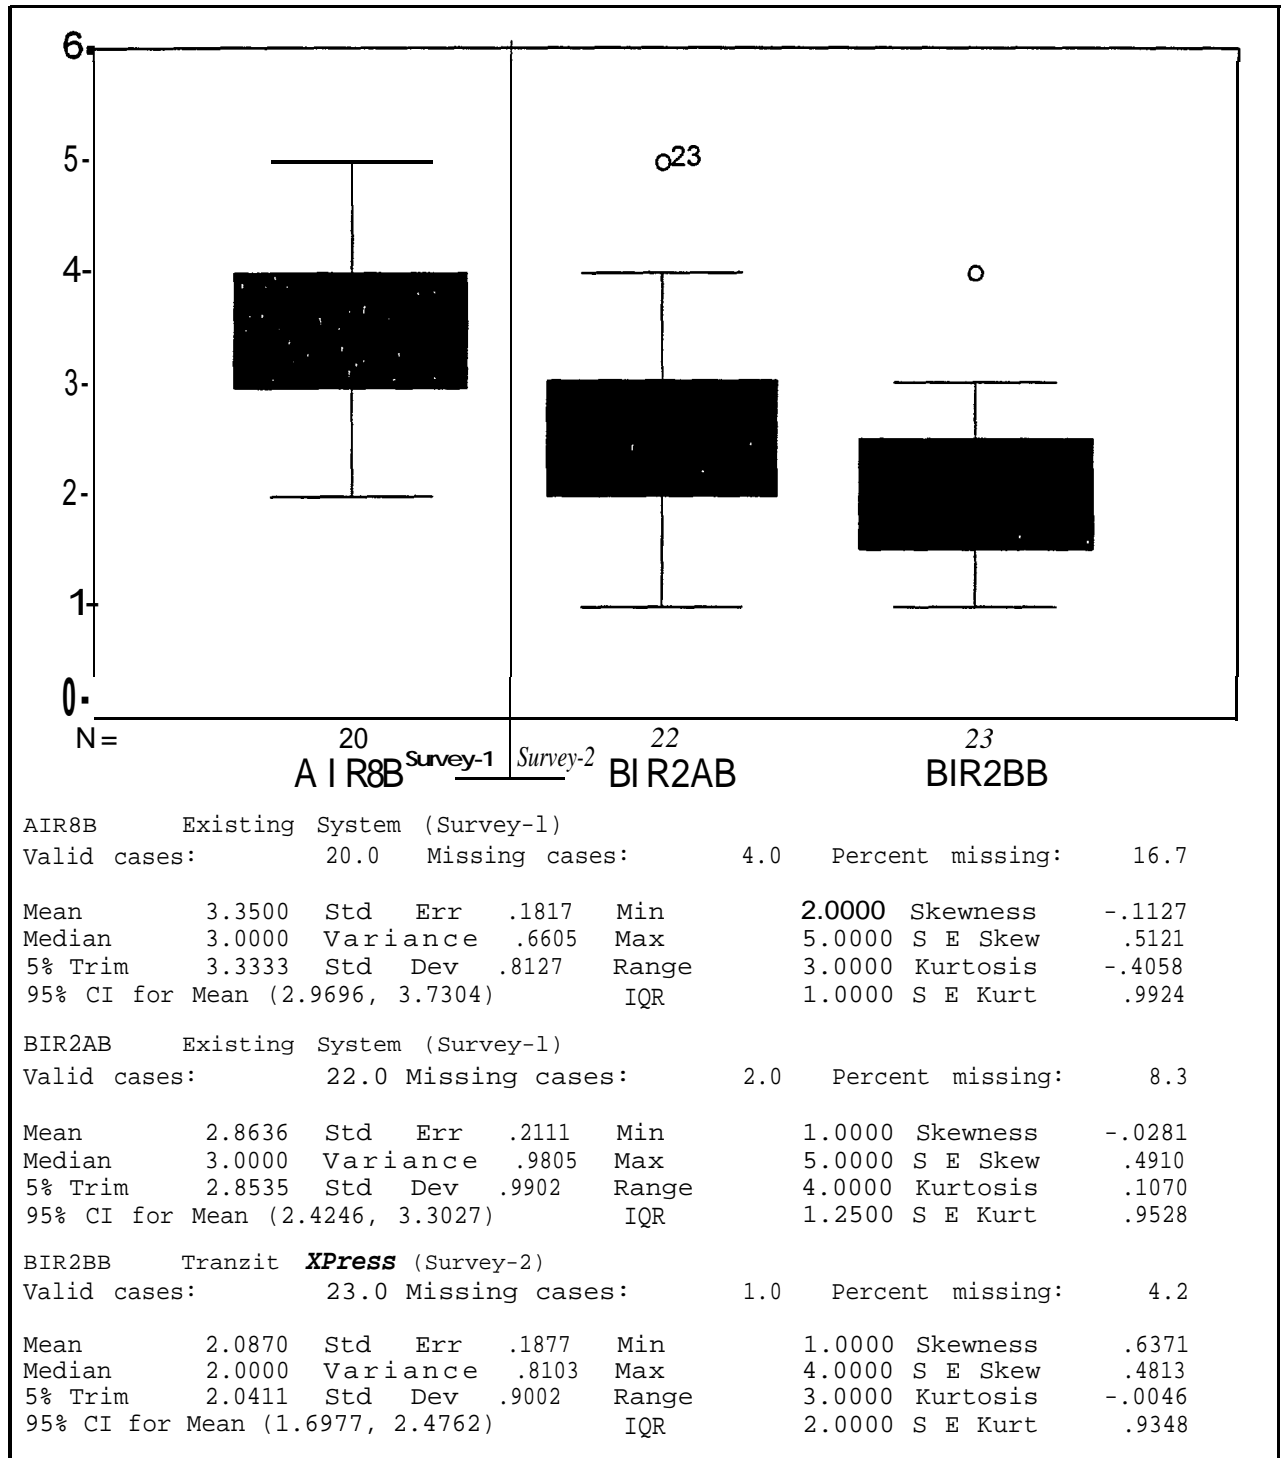 6
5
23
4
3
2
1
0
N = 20 22 23
AIR8B Survey-1 Survey-2 BIR2AB BIR2BB
AIR8B Existing System (Survey-l)
Valid cases: 20.0 Missing cases: 4.0 Percent missing: 16.7
Mean 3.3500 Std Err .1817 Min 2.0000 Skewness -.1127
Median 3.0000 Variance .6605 Max 5.0000 S E Skew .5121
5% Trim 3.3333 Std Dev .8127 Range 3.0000 Kurtosis -.4058
95% CI for Mean (2.9696, 3.7304) IQR 1.0000 S E Kurt .9924
BIR2AB Existing System (Survey-l)
Valid cases: 22.0 Missing cases: 2.0 Percent missing: 8.3
Mean 2.8636 Std Err .2111 Min 1.0000 Skewness -.0281
Median 3.0000 Variance .9805 Max 5.0000 S E Skew .4910
5% Trim 2.8535 Std Dev .9902 Range 4.0000 Kurtosis .1070
95% CI for Mean (2.4246, 3.3027) IQR 1.2500 S E Kurt .9528
BIR2BB Tranzit XPress (Survey-2)
Valid cases: 23.0 Missing cases: 1.0 Percent missing: 4.2
Mean 2.0870 Std Err .1877 Min 1.0000 Skewness .6371
Median 2.0000 Variance .8103 Max 4.0000 S E Skew .4813
5% Trim 2.0411 Std Dev .9002 Range 3.0000 Kurtosis -.0046
95% CI for Mean (1.6977, 2.4762) IQR 2.0000 S E Kurt .9348